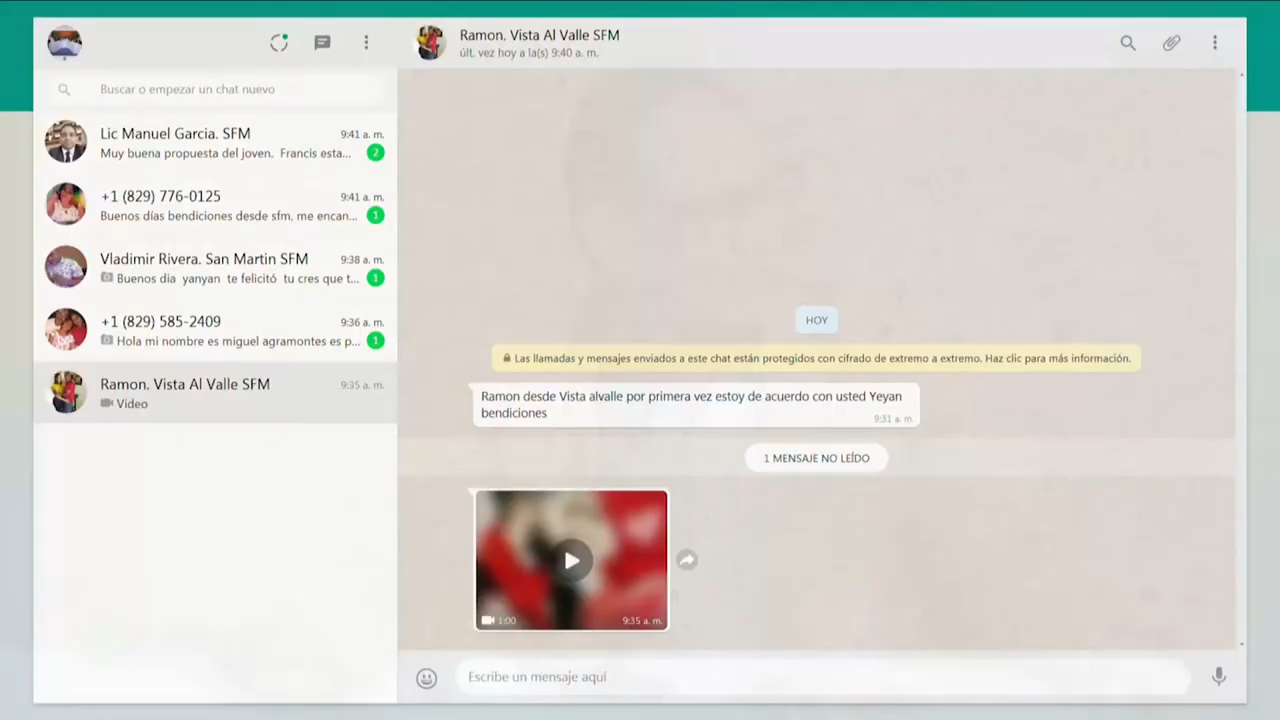 Buscar o empezar un chat nuevo
Lic Manuel Garcia. SFM
9:41 a. m.
Muy buena propuesta del joven. Francis esta...
2
+1 (829) 776-0125
9:41 a. m.
Buenos días bendiciones desde sfm, me encan...
1
Vladimir Rivera. San Martin SFM
9:38 a. m.
Buenos dia yanyan te felicitó tu cres que t...
1
+1 (829) 585-2409
9:36 a. m.
Hola mi nombre es miguel agramontes es p...
1
Ramon. Vista Al Valle SFM
9:35 a. m.
Video
Ramon. Vista Al Valle SFM
últ. vez hoy a la(s) 9:40 a. m.
HOY
Las llamadas y mensajes enviados a este chat están protegidos con cifrado de extremo a extremo. Haz clic para más información.
Ramon desde Vista alvalle por primera vez estoy de acuerdo con usted Yeyan
bendiciones
9:31 a. m.
1 MENSAJE NO LEÍDO
1:00
9:35 a. m.
Escribe un mensaje aquí